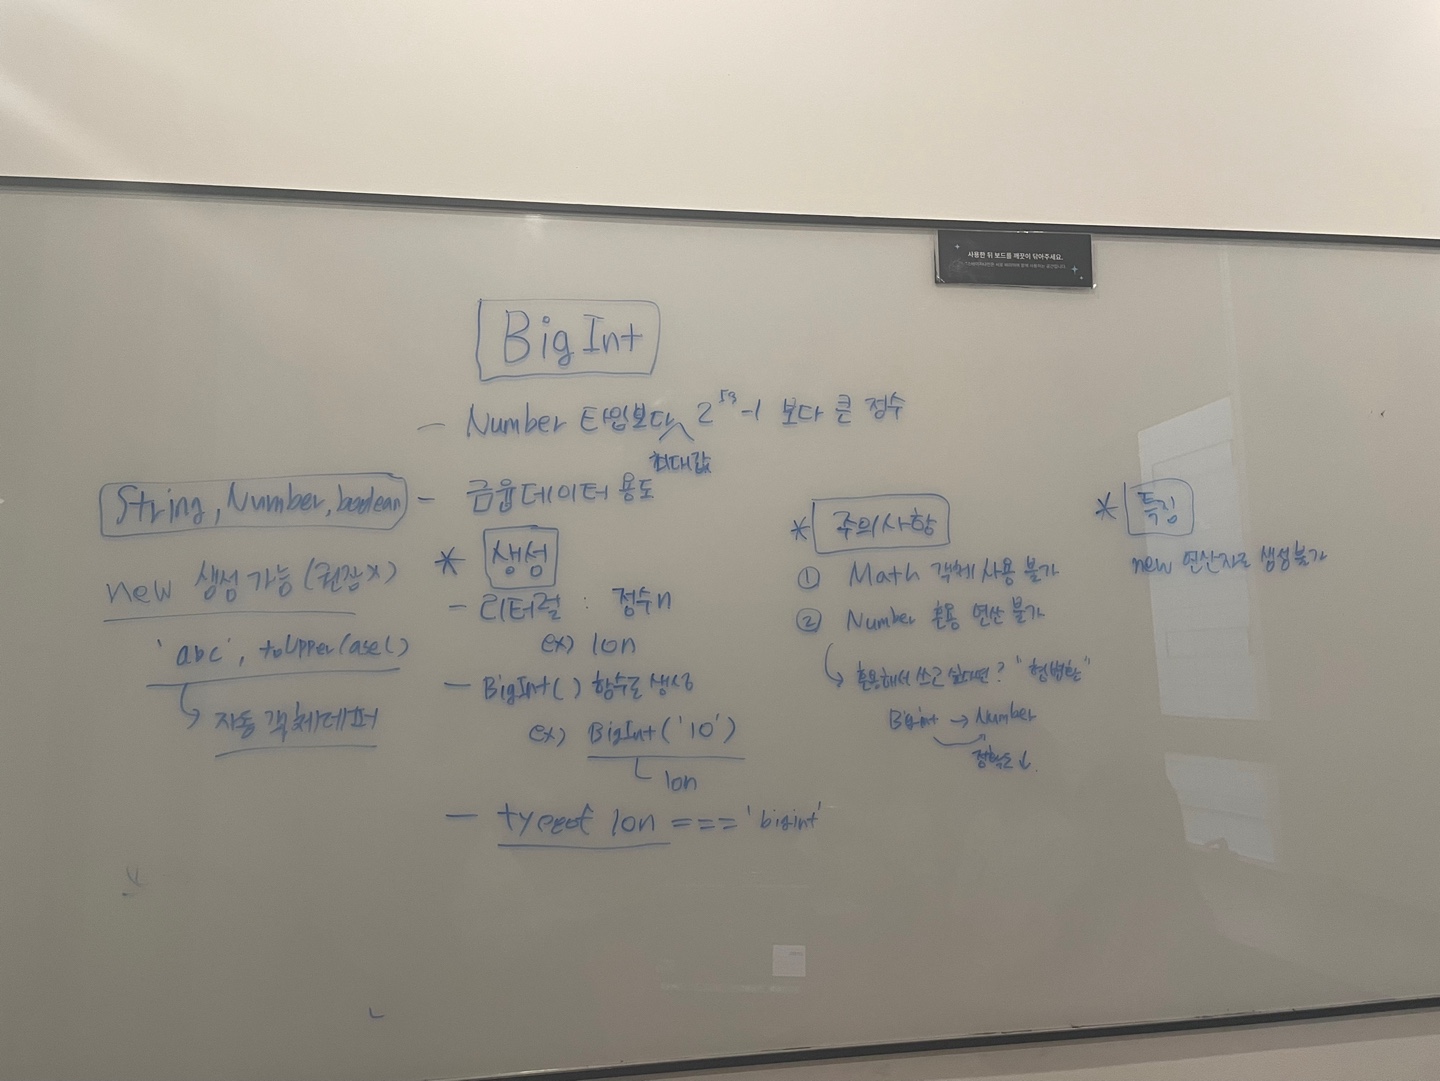 사용한 뒤 보드를 깨끗이 닦아주세요.
BigInt
- Number 타입보다 2⁵³-1 보다 큰 정수
최대값
- 금융데이터 용도
String, Number, boolean
new 생성 가능 (권장x)
'abc', toUpperCase()
자동 객체래퍼
* 생성
- 리터럴 : 정수n
ex) 10n
- BigInt() 함수로 생성
ex) BigInt('10')
10n
- typeof 10n === 'bigint'
* 주의사항
① Math 객체 사용 불가
② Number 혼용 연산 불가
혼용해서 쓰고 싶다면? "형변환"
Bigint → Number
정확도↓.
* 특징
new 연산자로 생성불가